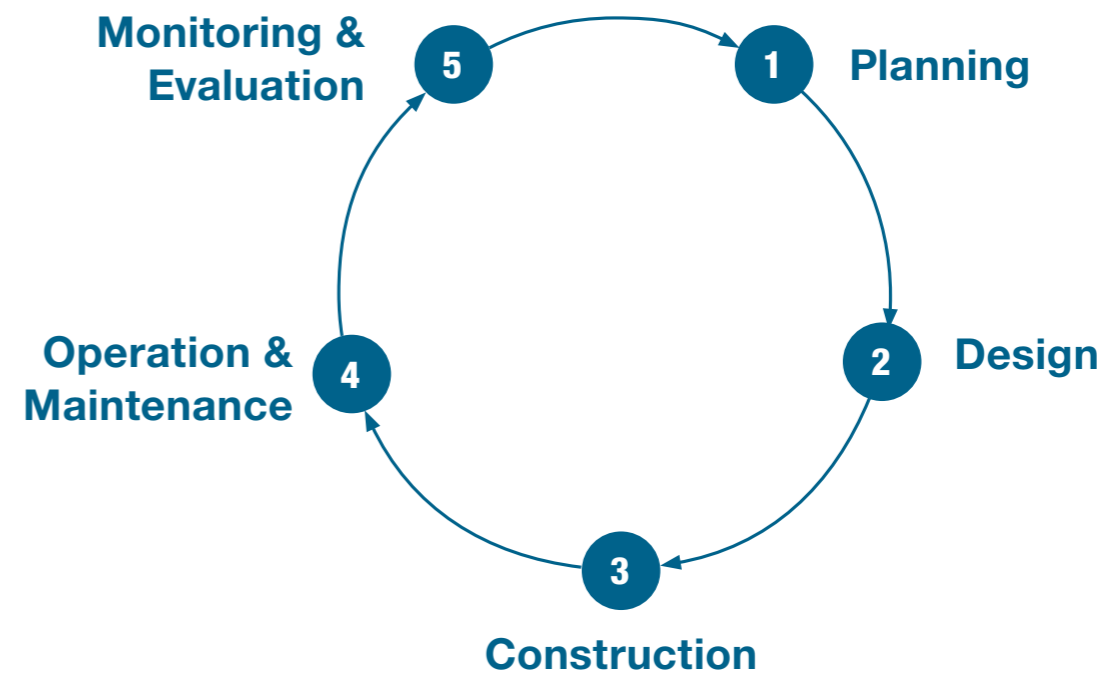 Monitoring &
Evaluation
5
1
Planning
Operation &
Maintenance
4
2
Design
3
Construction